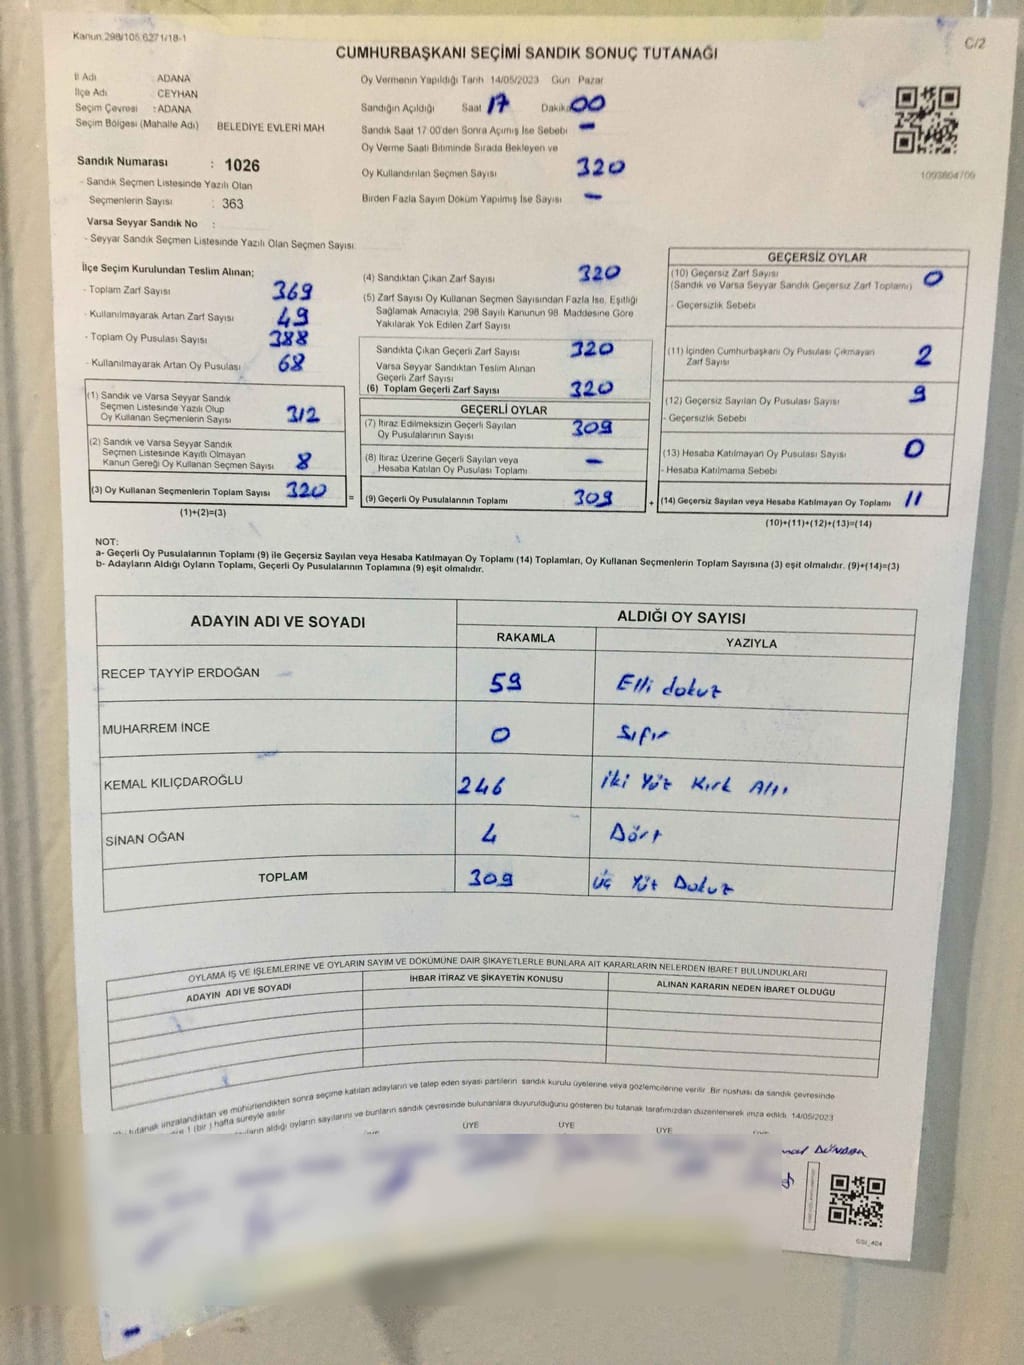 Kanun.298/105.6271/18-1
C/2
CUMHURBAŞKANI SEÇİMİ SANDIK SONUÇ TUTANAĞI
İl Adı : ADANA
İlçe Adı : CEYHAN
Seçim Çevresi : ADANA
Seçim Bölgesi (Mahalle Adı) BELEDİYE EVLERİ MAH
Sandık Numarası : 1026
- Sandık Seçmen Listesinde Yazılı Olan
Seçmenlerin Sayısı : 363
Varsa Seyyar Sandık No :
- Seyyar Sandık Seçmen Listesinde Yazılı Olan Seçmen Sayısı
Oy Vermenin Yapıldığı Tarih 14/05/2023 Gün Pazar
Sandığın Açıldığı Saat 17 Dakika 00
Sandık Saat 17 00'den Sonra Açılmış İse Sebebi –
Oy Verme Saati Bitiminde Sırada Bekleyen ve
Oy Kullandırılan Seçmen Sayısı 320
Birden Fazla Sayım Döküm Yapılmış İse Sayısı –
İlçe Seçim Kurulundan Teslim Alınan;
- Toplam Zarf Sayısı 369
- Kullanılmayarak Artan Zarf Sayısı 49
- Toplam Oy Pusulası Sayısı 388
- Kullanılmayarak Artan Oy Pusulası 68
(1) Sandık ve Varsa Seyyar Sandık
Seçmen Listesinde Yazılı Olup
Oy Kullanan Seçmenlerin Sayısı 312
(2) Sandık ve Varsa Seyyar Sandık
Seçmen Listesinde Kayıtlı Olmayan
Kanun Gereği Oy Kullanan Seçmen Sayısı 8
(3) Oy Kullanan Seçmenlerin Toplam Sayısı 320
(1)+(2)=(3)
=
(4) Sandıktan Çıkan Zarf Sayısı 320
(5) Zarf Sayısı Oy Kullanan Seçmen Sayısından Fazla İse, Eşitliği
Sağlamak Amacıyla, 298 Sayılı Kanunun 98 Maddesine Göre
Yakılarak Yok Edilen Zarf Sayısı
Sandıkta Çıkan Geçerli Zarf Sayısı 320
Varsa Seyyar Sandıktan Teslim Alınan
Geçerli Zarf Sayısı
(6) Toplam Geçerli Zarf Sayısı 320
GEÇERLİ OYLAR
(7) İtiraz Edilmeksizin Geçerli Sayılan
Oy Pusulalarının Sayısı 309
(8) İtiraz Üzerine Geçerli Sayılan veya
Hesaba Katılan Oy Pusulası Toplamı –
(9) Geçerli Oy Pusulalarının Toplamı 309
+
GEÇERSİZ OYLAR
(10) Geçersiz Zarf Sayısı
(Sandık ve Varsa Seyyar Sandık Geçersiz Zarf Toplamı) 0
- Geçersizlik Sebebi
(11) İçinden Cumhurbaşkanı Oy Pusulası Çıkmayan
Zarf Sayısı 2
(12) Geçersiz Sayılan Oy Pusulası Sayısı 9
- Geçersizlik Sebebi
(13) Hesaba Katılmayan Oy Pusulası Sayısı 0
- Hesaba Katılmama Sebebi
(14) Geçersiz Sayılan veya Hesaba Katılmayan Oy Toplamı 11
(10)+(11)+(12)+(13)=(14)
NOT:
a- Geçerli Oy Pusulalarının Toplamı (9) ile Geçersiz Sayılan veya Hesaba Katılmayan Oy Toplamı (14) Toplamları, Oy Kullanan Seçmenlerin Toplam Sayısına (3) eşit olmalıdır. (9)+(14)=(3)
b- Adayların Aldığı Oyların Toplamı, Geçerli Oy Pusulalarının Toplamına (9) eşit olmalıdır.
ADAYIN ADI VE SOYADI ALDIĞI OY SAYISI
RAKAMLA YAZIYLA
RECEP TAYYİP ERDOĞAN 59 Elli dokuz
MUHARREM İNCE 0 Sıfır
KEMAL KILIÇDAROĞLU 246 iki Yüz Kırk Altı
SİNAN OĞAN 4 Dört
TOPLAM 309 üç Yüz Dokuz
OYLAMA İŞ VE İŞLEMLERİNE VE OYLARIN SAYIM VE DÖKÜMÜNE DAİR ŞİKAYETLERLE BUNLARA AİT KARARLARIN NELERDEN İBARET BULUNDUKLARI
ADAYIN ADI VE SOYADI İHBAR İTİRAZ VE ŞİKAYETİN KONUSU ALINAN KARARIN NEDEN İBARET OLDUĞU
tutanak imzalandıktan ve mühürlendikten sonra seçime katılan adayların ve talep eden siyasi partilerin sandık kurulu üyelerine veya gözlemcilerine verilir. Bir nüshası da sandık çevresinde
1 (bir) hafta süreyle asılır
aldığı oyların sayılarını ve bunların sandık çevresinde bulunanlara duyurulduğunu gösteren bu tutanak tarafımızdan düzenlenerek imza edildi. 14/05/2023
ÜYE ÜYE ÜYE